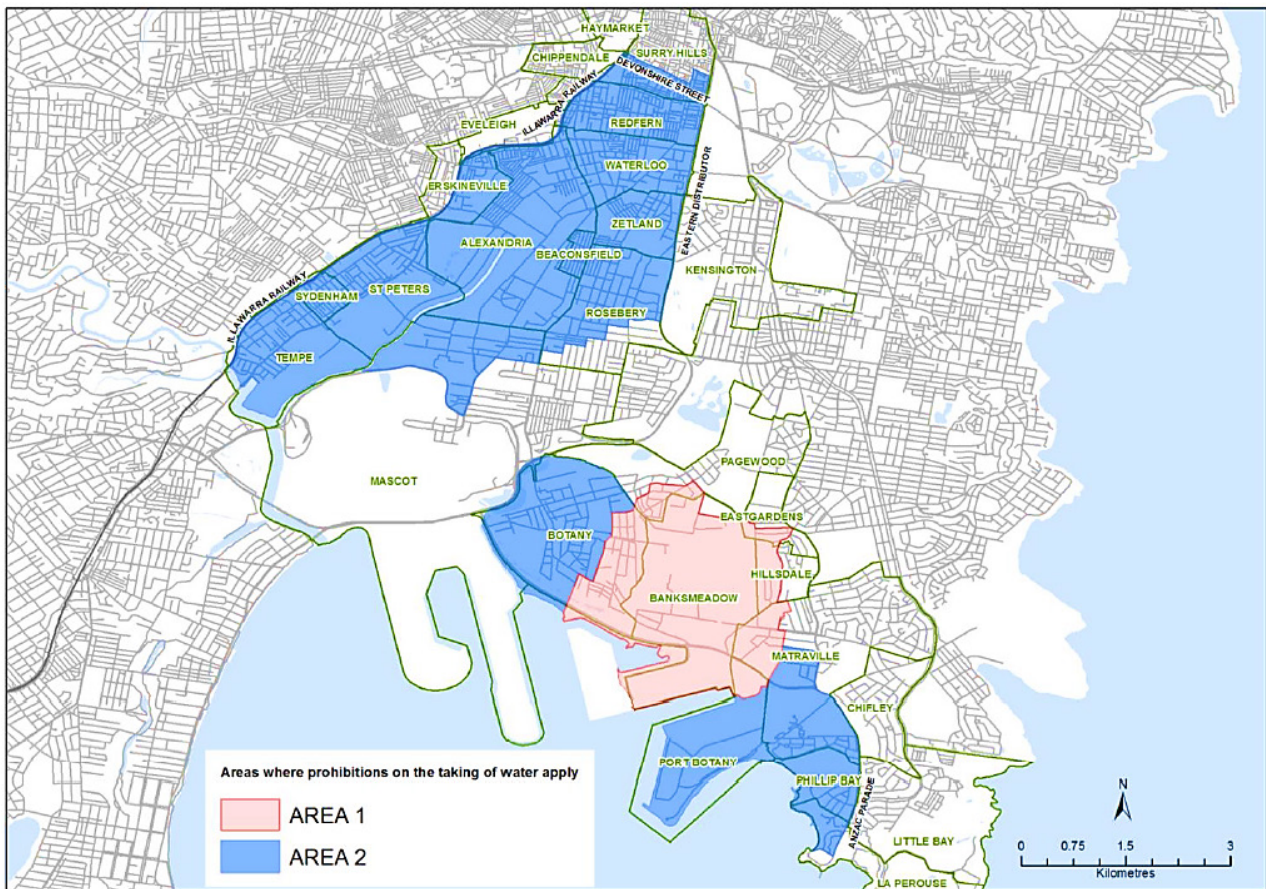 HAYMARKET
CHIPPENDALE
SURRY HILLS
DEVONSHIRE STREET
ILLAWARRA RAILWAY
EVELEIGH
REDFERN
WATERLOO
ERSKINEVILLE
ZETLAND
EASTERN DISTRIBUTOR
ALEXANDRIA
BEACONSFIELD
KENSINGTON
ILLAWARRA RAILWAY
SYDENHAM
ST PETERS
ROSEBERY
TEMPE
MASCOT
PAGEWOOD
EASTGARDENS
BOTANY
HILLSDALE
BANKSMEADOW
MATRAVILLE
CHIFLEY
PORT BOTANY
PHILLIP BAY
ANZAC PARADE
LITTLE BAY
LA PEROUSE
Areas where prohibitions on the taking of water apply
AREA 1
AREA 2
N
0 0.75 1.5 3
Kilometres